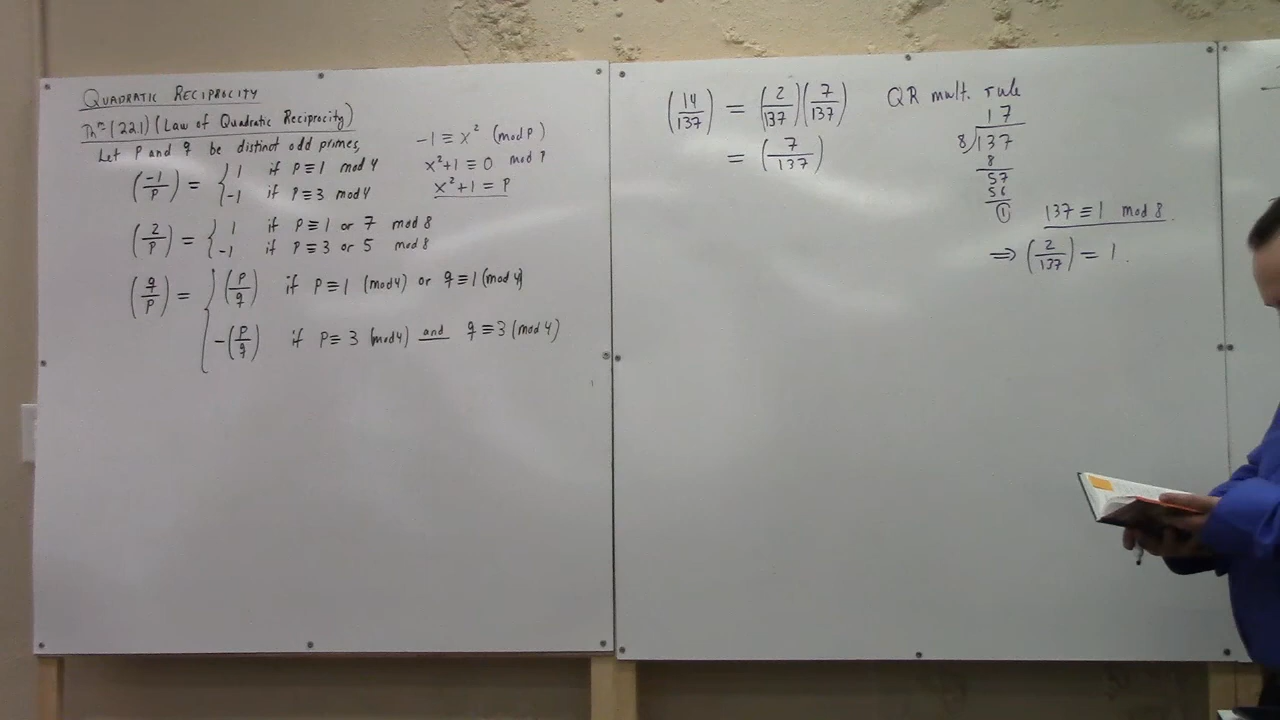 QUADRATIC RECIPROCITY
Thm (22.1) (Law of Quadratic Reciprocity)
Let p and q be distinct odd primes,
(-1/p) = { 1 if p ≡ 1 mod 4
-1 if p ≡ 3 mod 4
(2/p) = { 1 if p ≡ 1 or 7 mod 8
-1 if p ≡ 3 or 5 mod 8
(q/p) = { (p/q) if p ≡ 1 (mod 4) or q ≡ 1 (mod 4)
-(p/q) if p ≡ 3 (mod 4) and q ≡ 3 (mod 4)
-1 ≡ x² (mod p)
x²+1 ≡ 0 mod p
x²+1 = p
(14/137) = (2/137)(7/137) QR mult. rule
= (7/137)
17
8)137
8
57
56
1
137 ≡ 1 mod 8.
⇒ (2/137) = 1.